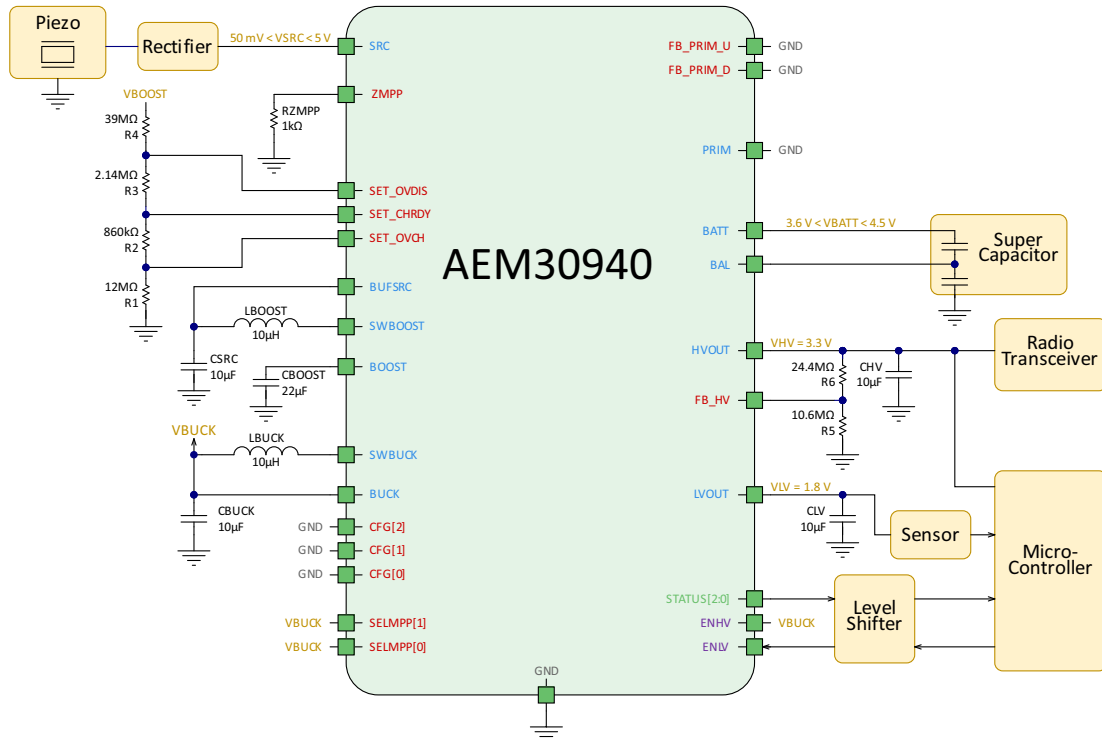 Piezo
Rectifier
50 mV < VSRC < 5 V
SRC
ZMPP
RZMPP
1kΩ
VBOOST
39MΩ
R4
2.14MΩ
R3
860kΩ
R2
12MΩ
R1
SET_OVDIS
SET_CHRDY
SET_OVCH
BUFSRC
LBOOST
10µH
SWBOOST
CSRC
10µF
CBOOST
22µF
BOOST
VBUCK
LBUCK
10µH
SWBUCK
BUCK
CBUCK
10µF
GND
CFG[2]
GND
CFG[1]
GND
CFG[0]
VBUCK
SELMPP[1]
VBUCK
SELMPP[0]
AEM30940
GND
FB_PRIM_U
GND
FB_PRIM_D
GND
PRIM
GND
BATT
3.6 V < VBATT < 4.5 V
BAL
Super
Capacitor
HVOUT
VHV = 3.3 V
24.4MΩ
R6
CHV
10µF
FB_HV
10.6MΩ
R5
Radio
Transceiver
LVOUT
VLV = 1.8 V
CLV
10µF
Sensor
Micro-
Controller
STATUS[2:0]
Level
Shifter
ENHV
VBUCK
ENLV